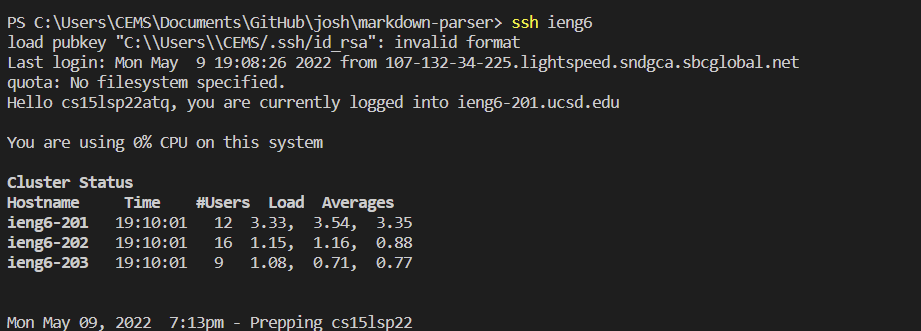 PS C:\Users\CEMS\Documents\GitHub\josh\markdown-parser> ssh ieng6
load pubkey "C:\\Users\\CEMS/.ssh/id_rsa": invalid format
Last login: Mon May  9 19:08:26 2022 from 107-132-34-225.lightspeed.sndgca.sbcglobal.net
quota: No filesystem specified.
Hello cs15lsp22atq, you are currently logged into ieng6-201.ucsd.edu
You are using 0% CPU on this system
Cluster Status
Hostname     Time    #Users  Load  Averages
ieng6-201   19:10:01   12  3.33,  3.54,  3.35
ieng6-202   19:10:01   16  1.15,  1.16,  0.88
ieng6-203   19:10:01   9   1.08,  0.71,  0.77
Mon May 09, 2022  7:13pm - Prepping cs15lsp22